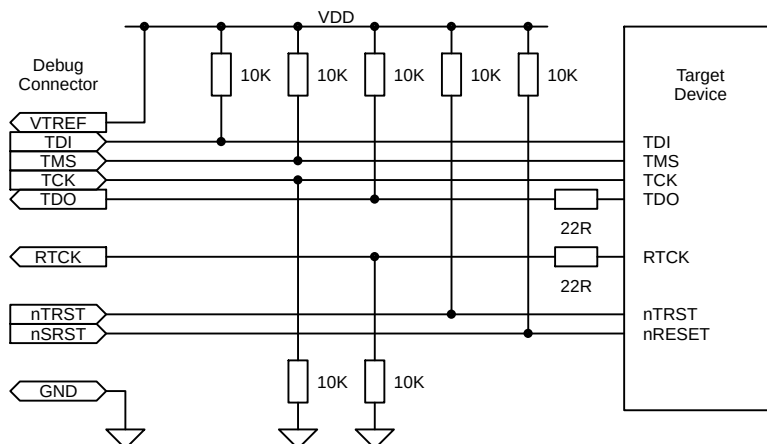 VDD
Debug
Connector
10K 10K 10K 10K 10K
Target
Device
VTREF
TDI TDI
TMS TMS
TCK TCK
TDO TDO
22R
RTCK RTCK
22R
nTRST nTRST
nSRST nRESET
10K 10K
GND